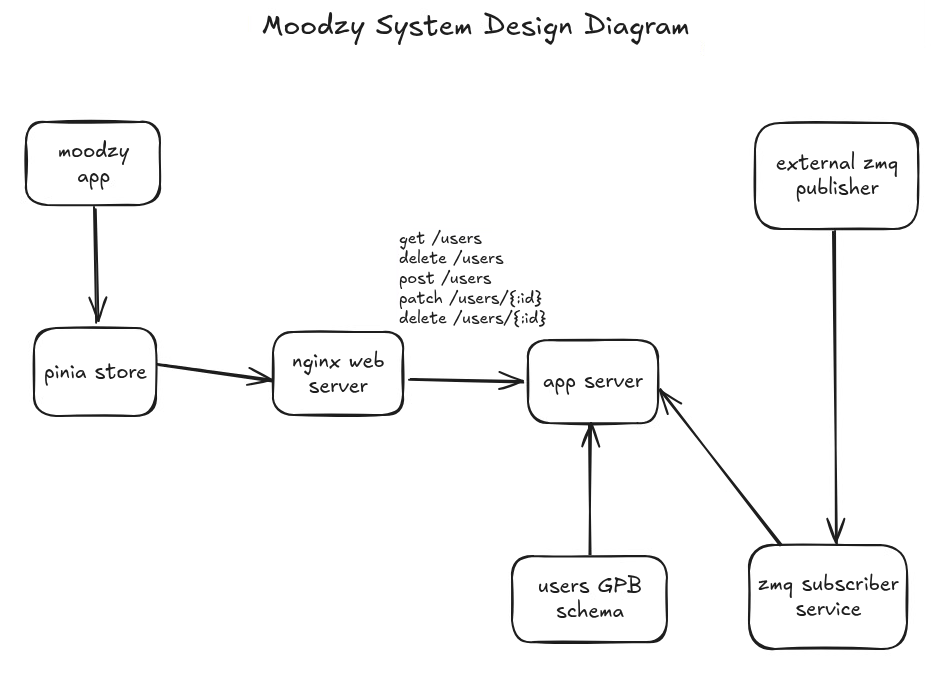 Moodzy System Design Diagram
moodzy
app
external zmq
publisher
get /users
delete /users
post /users
patch /users/{:id}
delete /users/{:id}
pinia store
nginx web
server
app server
users GPB
schema
zmq subscriber
service